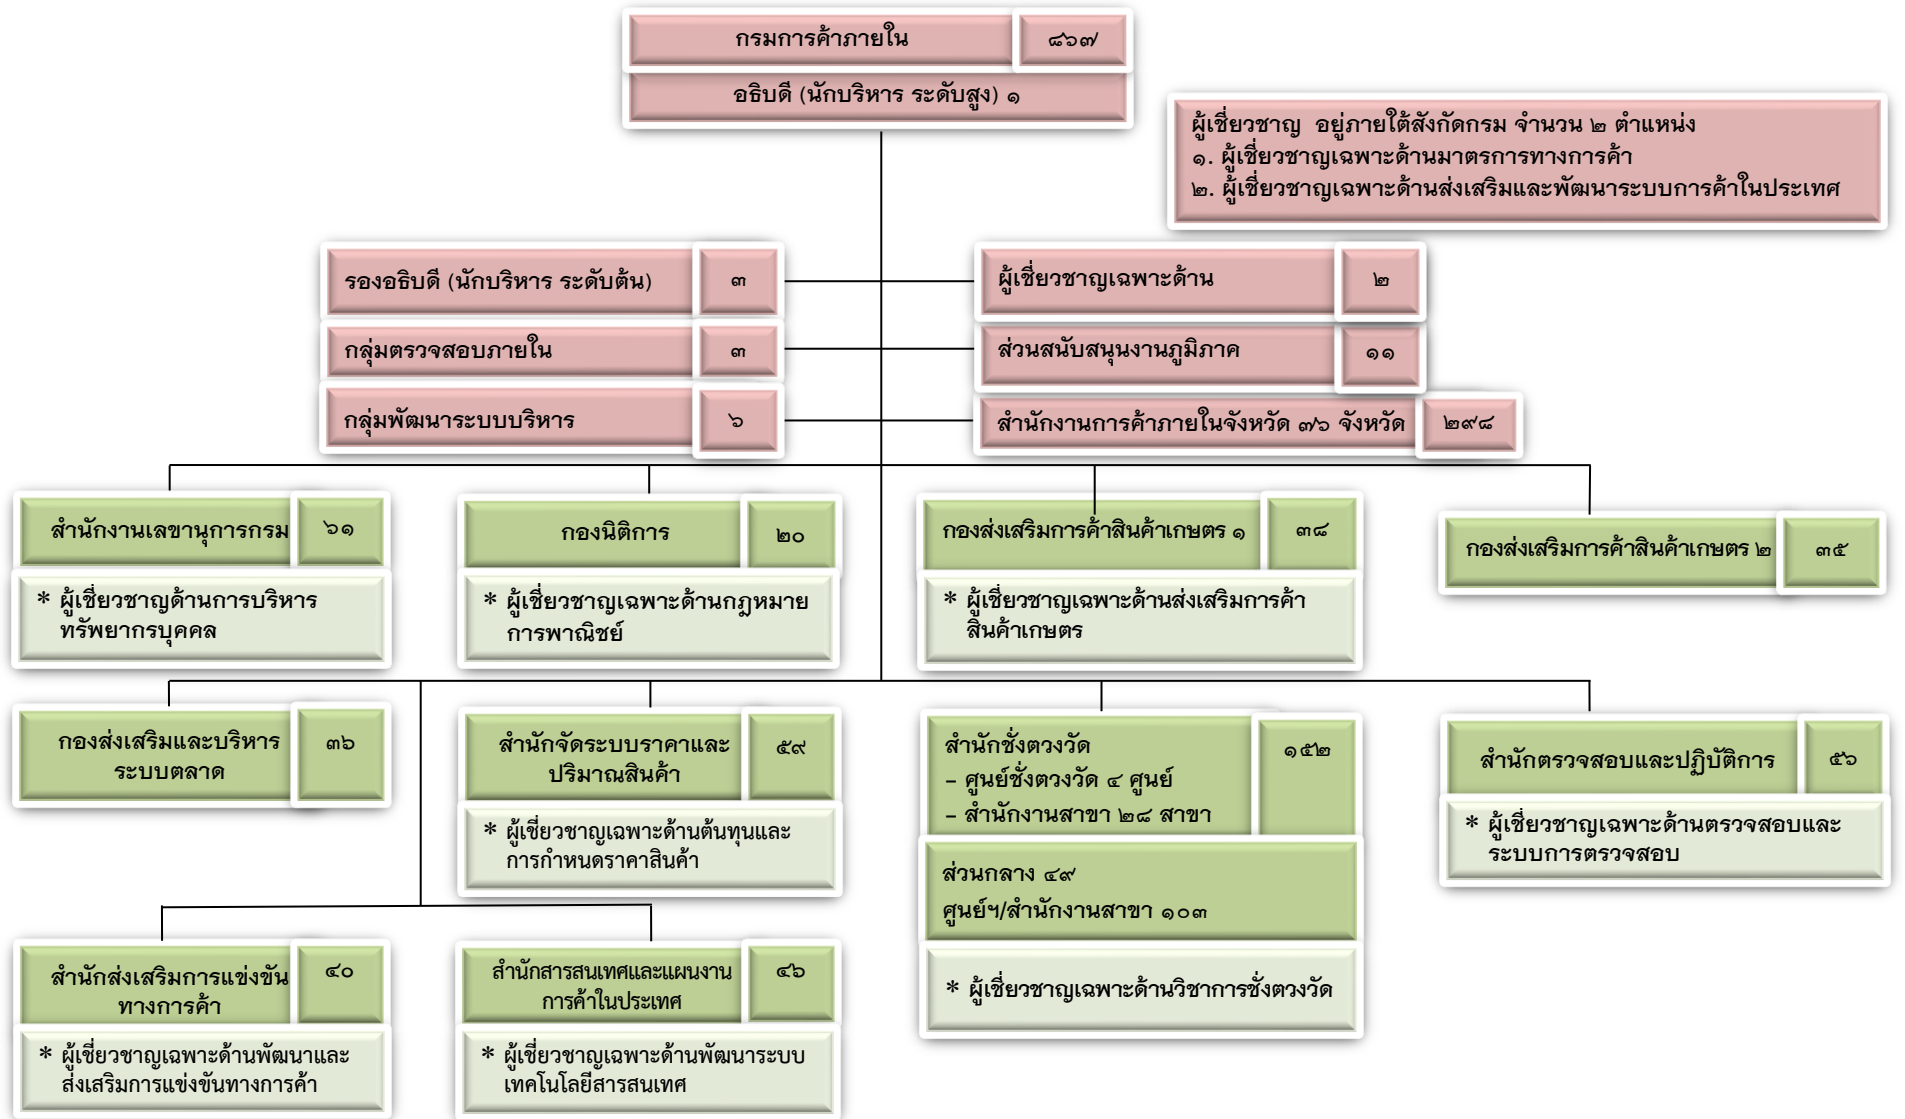 กรมการค้าภายใน ๘๖๗
อธิบดี (นักบริหาร ระดับสูง) ๑
ผู้เชี่ยวชาญ อยู่ภายใต้สังกัดกรม จำนวน ๒ ตำแหน่ง
๑. ผู้เชี่ยวชาญเฉพาะด้านมาตรการทางการค้า
๒. ผู้เชี่ยวชาญเฉพาะด้านส่งเสริมและพัฒนาระบบการค้าในประเทศ
รองอธิบดี (นักบริหาร ระดับต้น) ๓
ผู้เชี่ยวชาญเฉพาะด้าน ๒
กลุ่มตรวจสอบภายใน ๓
ส่วนสนับสนุนงานภูมิภาค ๑๑
กลุ่มพัฒนาระบบบริหาร ๖
สำนักงานการค้าภายในจังหวัด ๗๖ จังหวัด ๒๙๘
สำนักงานเลขานุการกรม ๖๑
* ผู้เชี่ยวชาญด้านการบริหาร
ทรัพยากรบุคคล
กองนิติการ ๒๐
* ผู้เชี่ยวชาญเฉพาะด้านกฎหมาย
การพาณิชย์
กองส่งเสริมการค้าสินค้าเกษตร ๑ ๓๘
* ผู้เชี่ยวชาญเฉพาะด้านส่งเสริมการค้า
สินค้าเกษตร
กองส่งเสริมการค้าสินค้าเกษตร ๒ ๓๕
กองส่งเสริมและบริหาร
ระบบตลาด
๓๖
สำนักจัดระบบราคาและ
ปริมาณสินค้า
๕๙
* ผู้เชี่ยวชาญเฉพาะด้านต้นทุนและ
การกำหนดราคาสินค้า
สำนักชั่งตวงวัด ๑๕๒
– ศูนย์ชั่งตวงวัด ๔ ศูนย์
– สำนักงานสาขา ๒๘ สาขา
ส่วนกลาง ๔๙
ศูนย์ฯ/สำนักงานสาขา ๑๐๓
* ผู้เชี่ยวชาญเฉพาะด้านวิชาการชั่งตวงวัด
สำนักตรวจสอบและปฏิบัติการ ๕๖
* ผู้เชี่ยวชาญเฉพาะด้านตรวจสอบและ
ระบบการตรวจสอบ
สำนักส่งเสริมการแข่งขัน
ทางการค้า
๔๐
* ผู้เชี่ยวชาญเฉพาะด้านพัฒนาและ
ส่งเสริมการแข่งขันทางการค้า
สำนักสารสนเทศและแผนงาน
การค้าในประเทศ
๔๖
* ผู้เชี่ยวชาญเฉพาะด้านพัฒนาระบบ
เทคโนโลยีสารสนเทศ